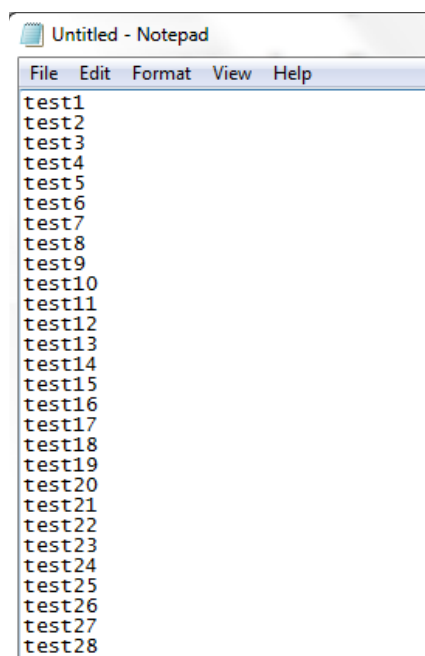 Untitled - Notepad
File Edit Format View Help
test1
test2
test3
test4
test5
test6
test7
test8
test9
test10
test11
test12
test13
test14
test15
test16
test17
test18
test19
test20
test21
test22
test23
test24
test25
test26
test27
test28